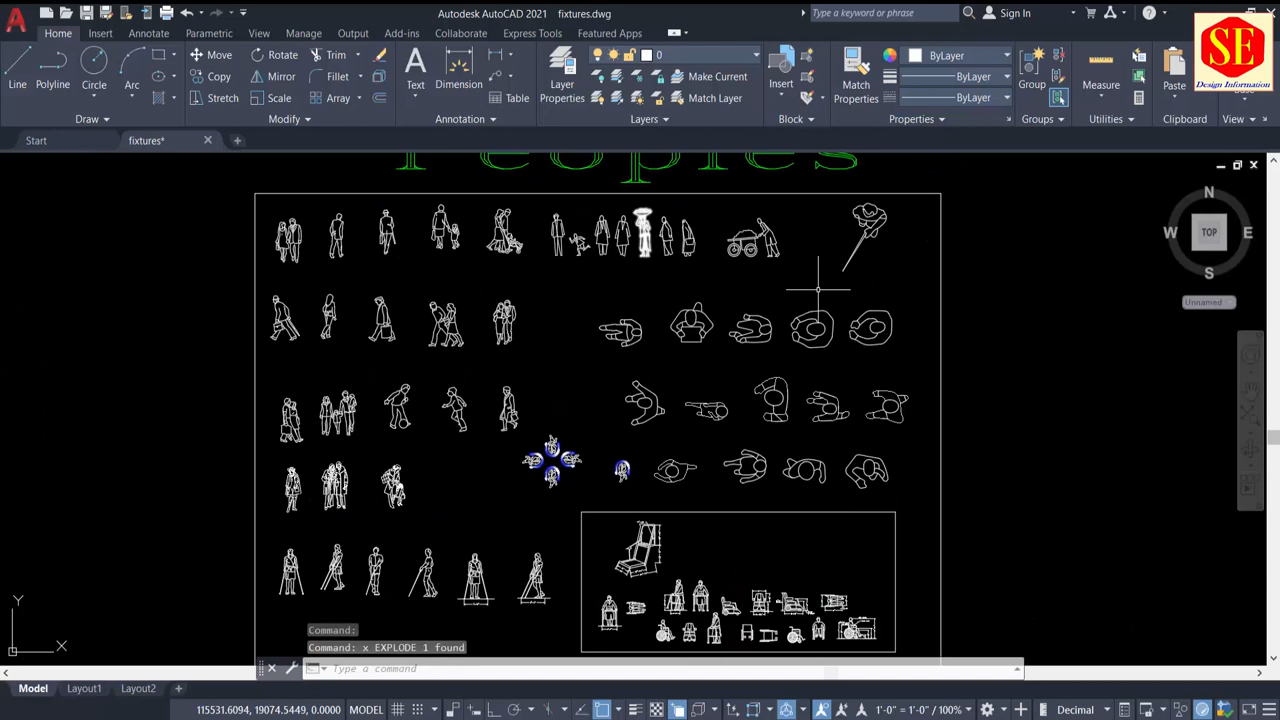 Autodesk AutoCAD 2021 fixtures.dwg
Type a keyword or phrase
Sign In
SE
Design Information
Home Insert Annotate Parametric View Manage Output Add-ins Collaborate Express Tools Featured Apps
Line
Polyline
Circle
Arc
Move
Rotate
Trim
Copy
Mirror
Fillet
Stretch
Scale
Array
Text
Dimension
Table
Layer
Properties
0
Make Current
Match Layer
Insert
Match
Properties
ByLayer
ByLayer
ByLayer
Group
Measure
Paste
Draw
Modify
Annotation
Layers
Block
Properties
Groups
Utilities
Clipboard
View
Start
fixtures*
Peoples
N
W
TOP
E
S
Unnamed
Y
X
Command:
Command: x EXPLODE 1 found
Type a command
Model
Layout1
Layout2
115531.6094, 19074.5449, 0.0000
MODEL
1'-0" = 1'-0" / 100%
Decimal